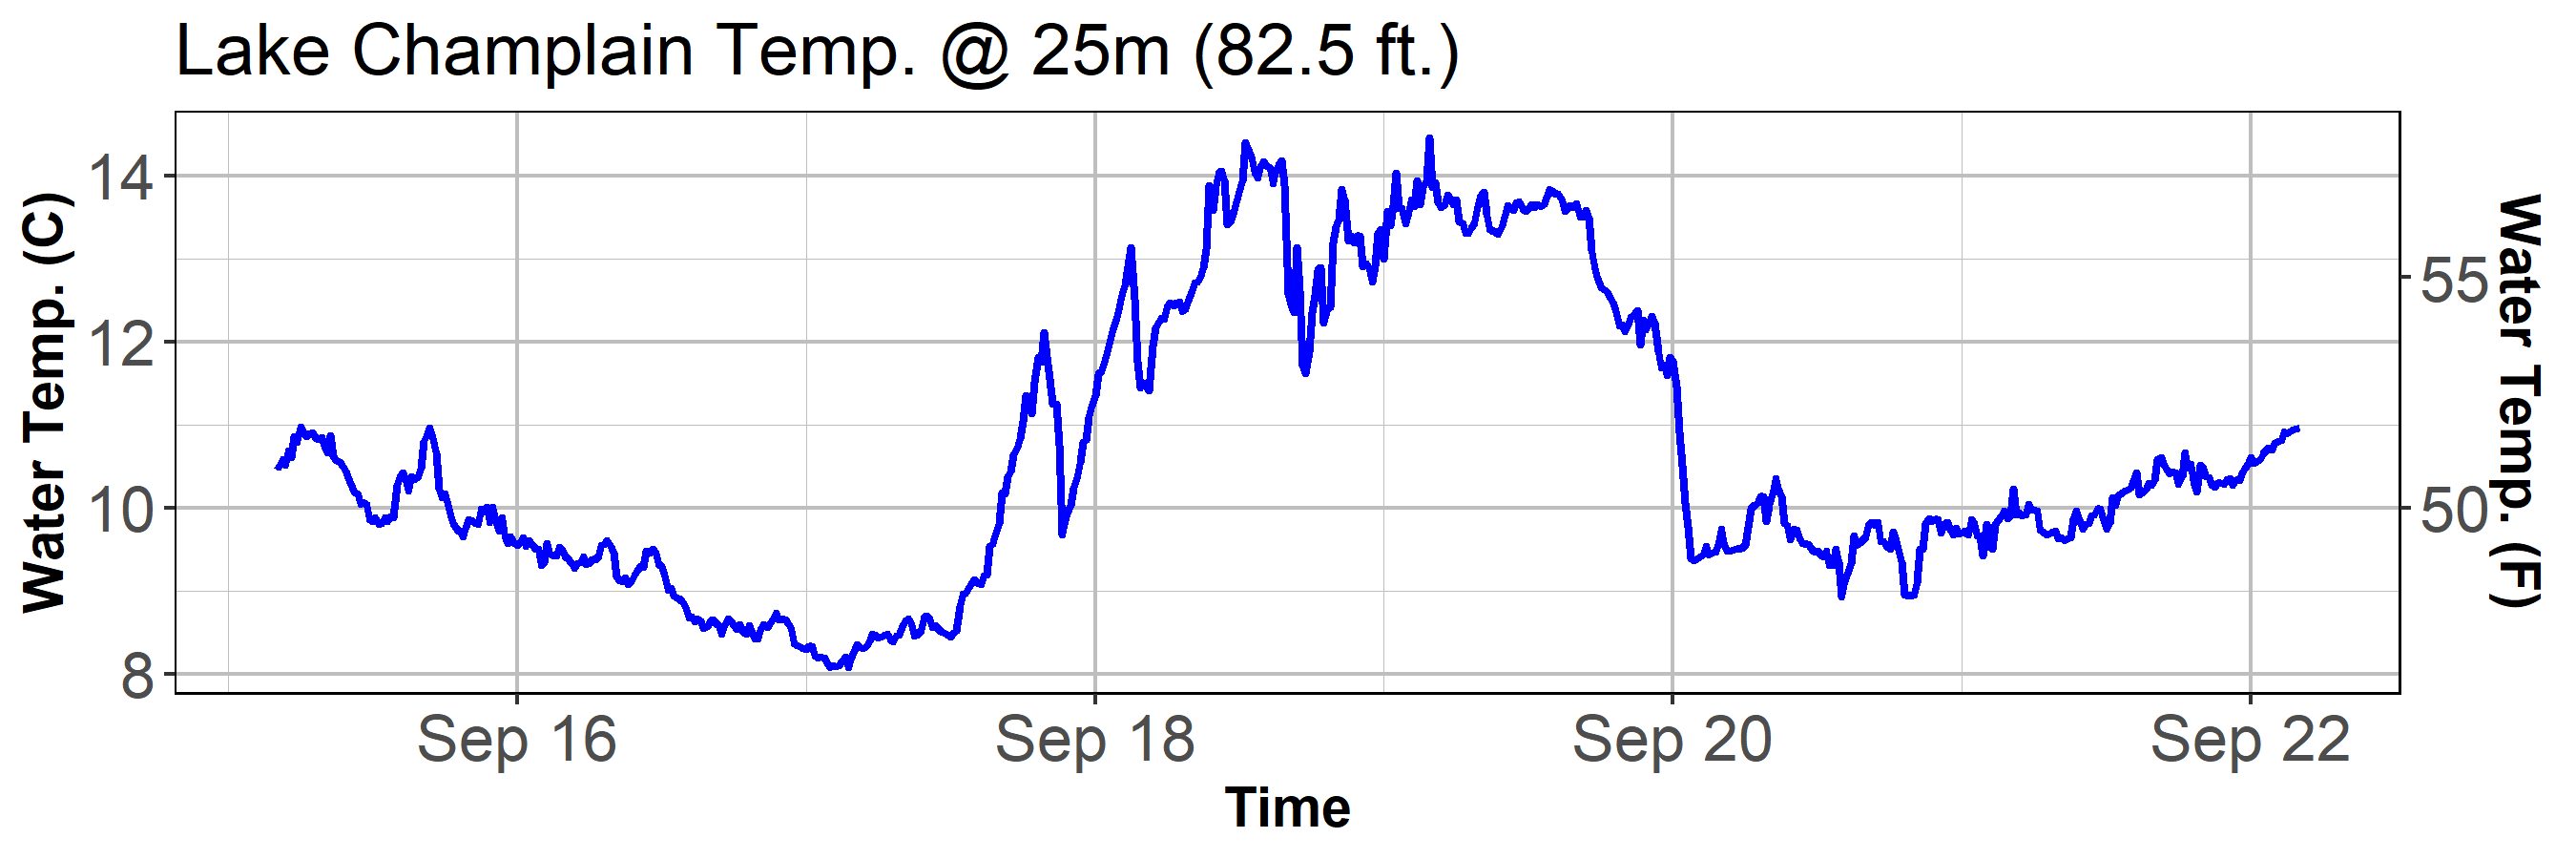 Lake Champlain Temp. @ 25m (82.5 ft.)
Water Temp. (C)
14
12
10
8
55
50
Water Temp. (F)
Sep 16 Sep 18 Sep 20 Sep 22
Time